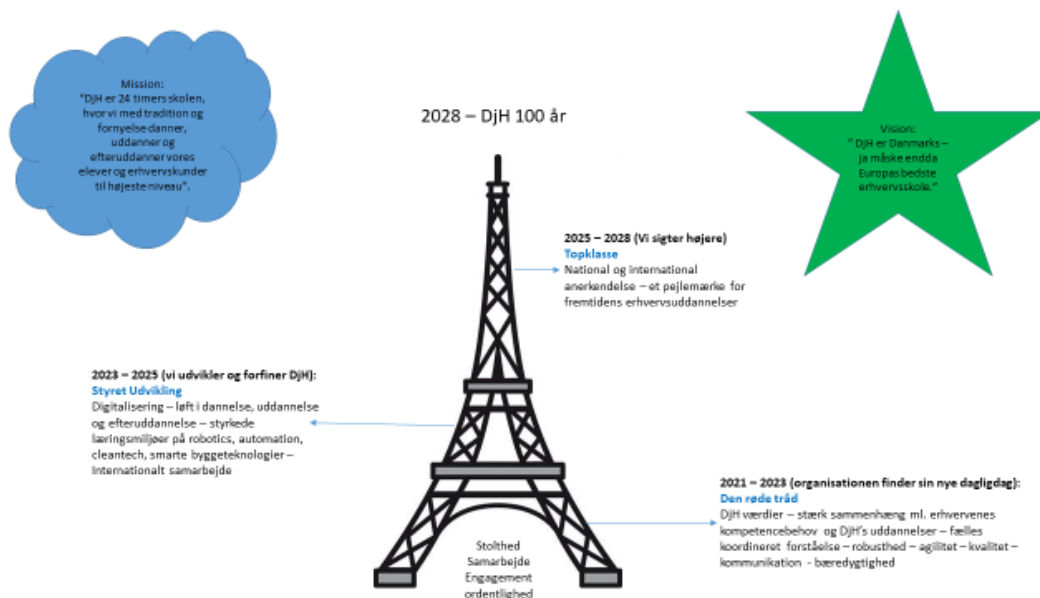 Mission:
"DjH er 24 timers skolen,
hvor vi med tradition og
fornyelse danner,
uddanner og
efteruddanner vores
elever og erhvervskunder
til højeste niveau".
2028 – DjH 100 år
Vision:
" DjH er Danmarks –
ja måske endda
Europas bedste
erhvervsskole."
2025 – 2028 (Vi sigter højere)
Topklasse
National og international
anerkendelse – et pejlemærke for
fremtidens erhvervsuddannelser
2023 – 2025 (vi udvikler og forfiner DjH):
Styret Udvikling
Digitalisering – løft i dannelse, uddannelse
og efteruddannelse – styrkede
læringsmiljøer på robotics, automation,
cleantech, smarte byggeteknologier –
Internationalt samarbejde
2021 – 2023 (organisationen finder sin nye dagligdag):
Den røde tråd
DjH værdier – stærk sammenhæng ml. erhvervenes
kompetencebehov og DjH's uddannelser – fælles
koordineret forståelse – robusthed – agilitet – kvalitet –
kommunikation - bæredygtighed
Stolthed
Samarbejde
Engagement
ordentlighed